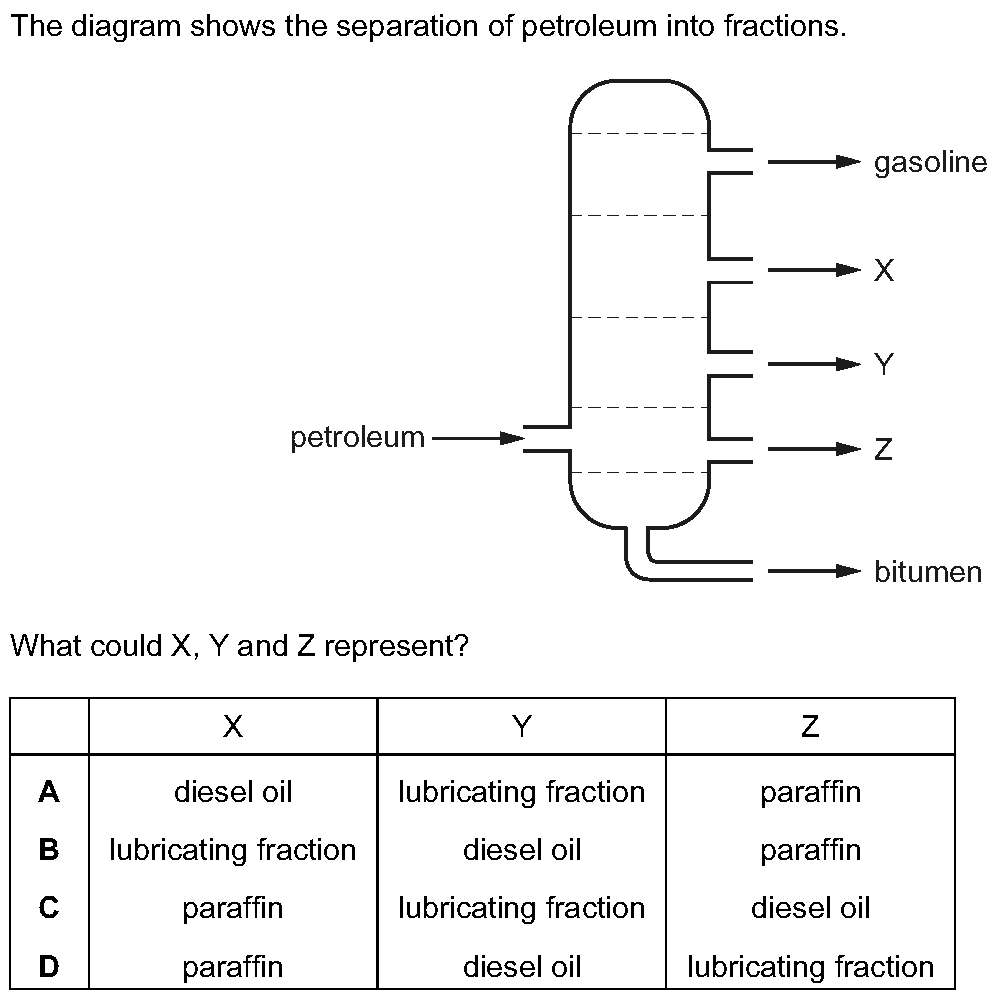 The diagram shows the separation of petroleum into fractions.
gasoline
X
Y
petroleum
Z
bitumen
What could X, Y and Z represent?
X Y Z
A diesel oil lubricating fraction paraffin
B lubricating fraction diesel oil paraffin
C paraffin lubricating fraction diesel oil
D paraffin diesel oil lubricating fraction